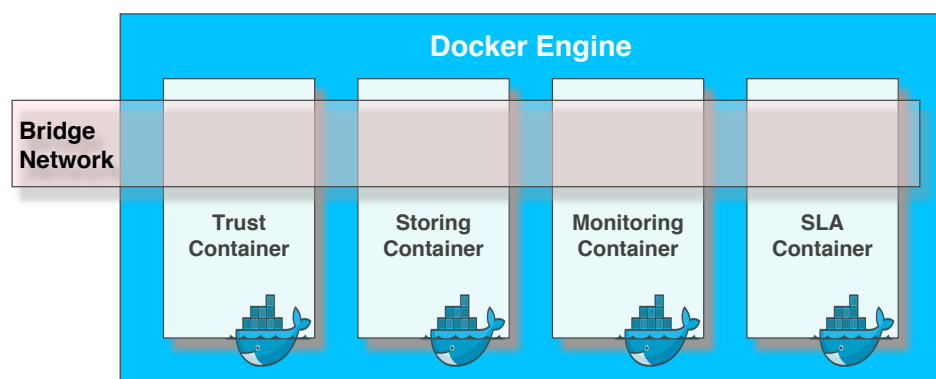 Docker Engine
Bridge
Network
Trust
Container
Storing
Container
Monitoring
Container
SLA
Container